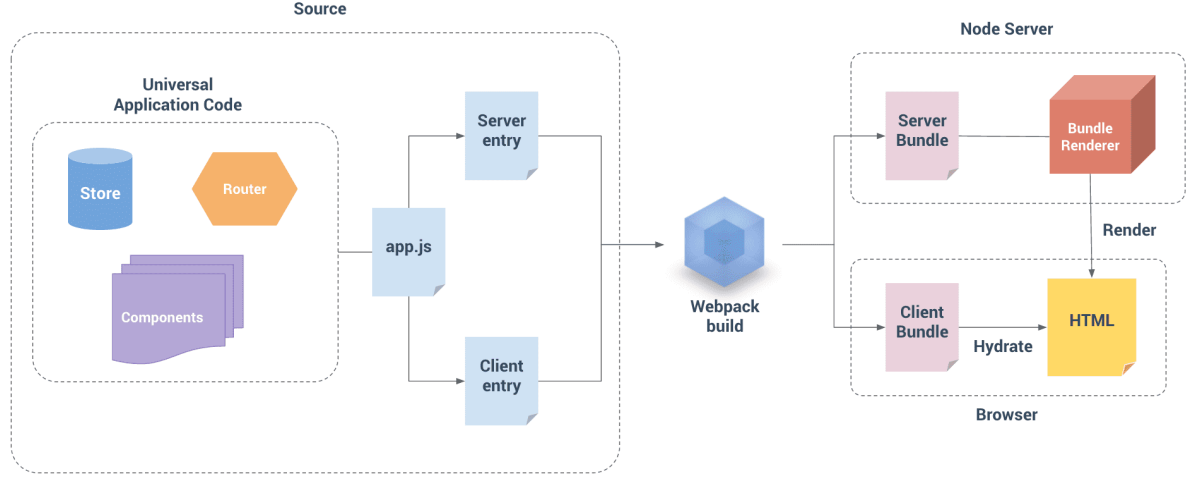 Source
Universal
Application Code
Store
Router
Components
app.js
Server
entry
Client
entry
Webpack
build
Node Server
Server
Bundle
Bundle
Renderer
Render
Client
Bundle
Hydrate
HTML
Browser